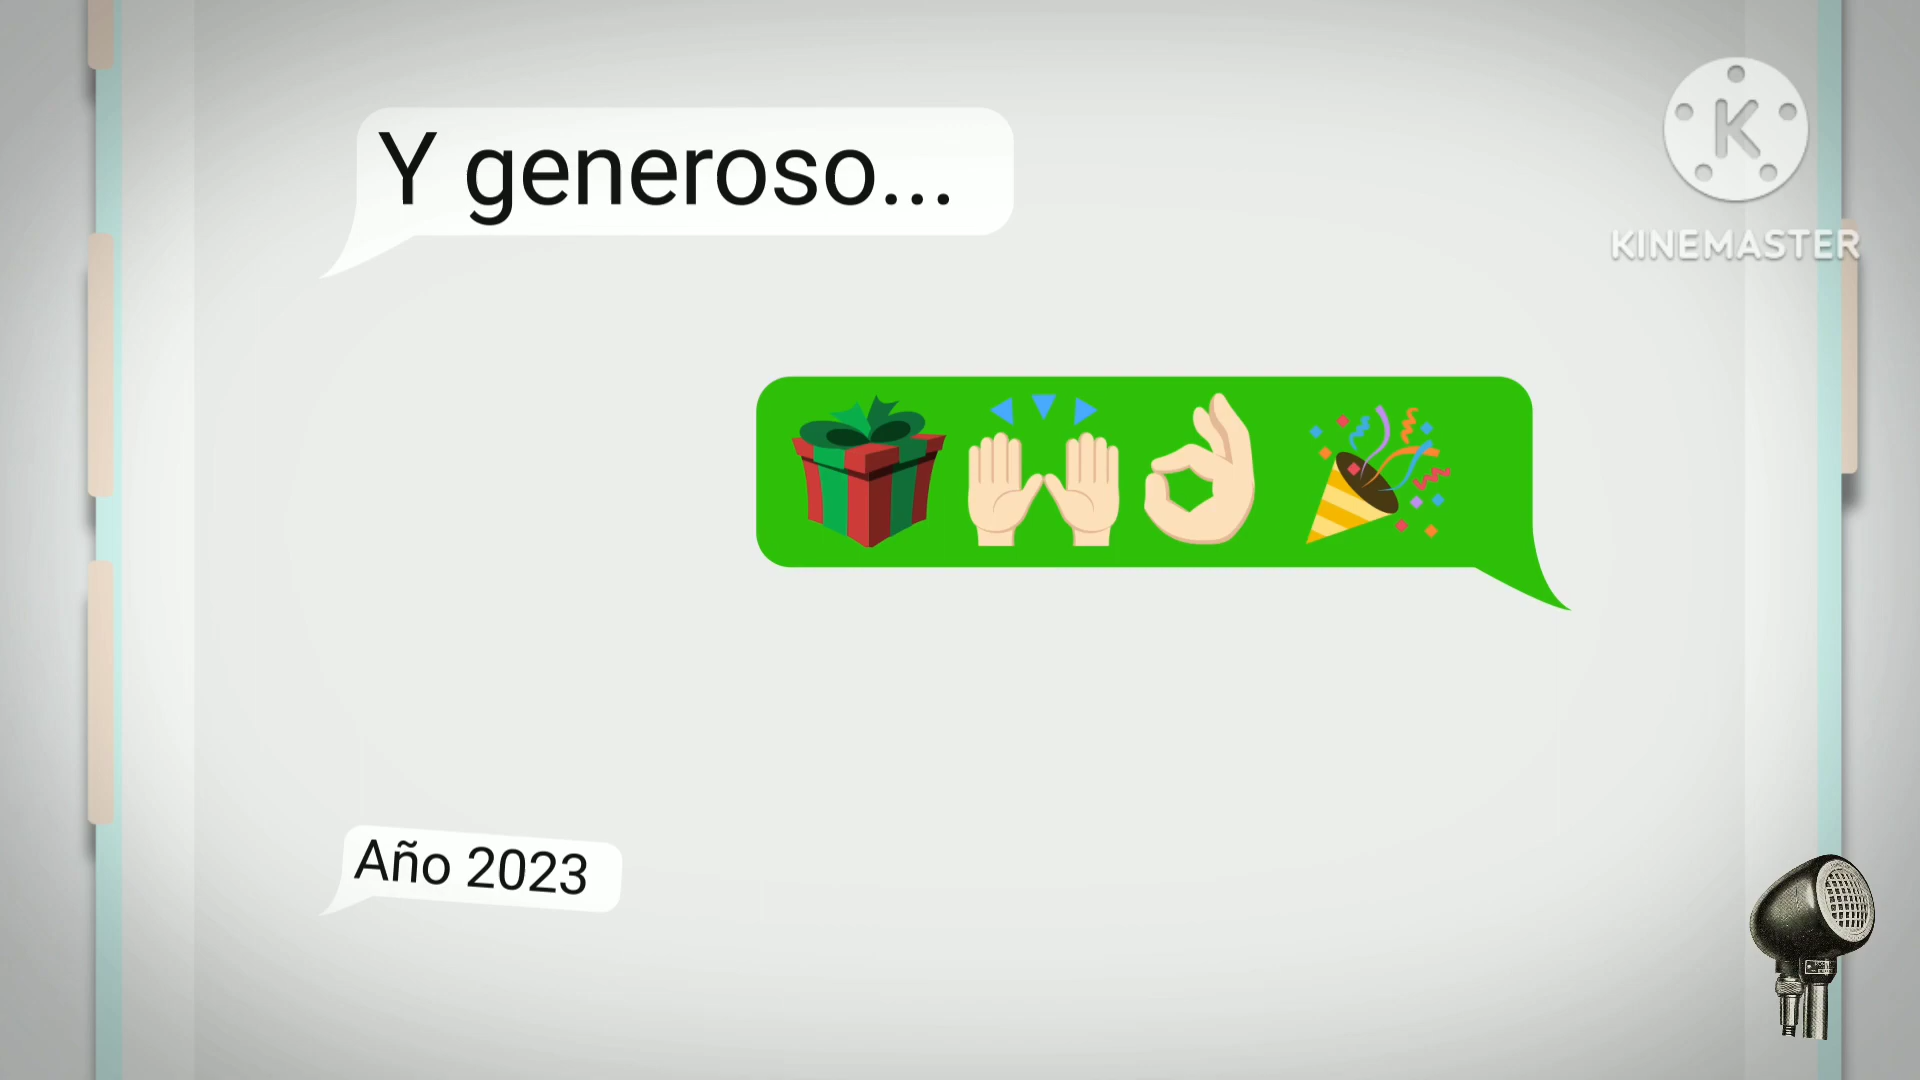 Y generoso...
K
KINEMASTER
🎁🙌🏻👌🏻 🎉
Año 2023